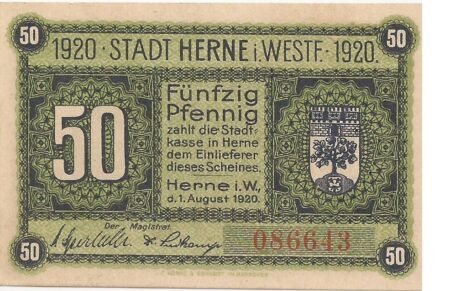 50 50
1920 · STADT HERNE i. WESTF. · 1920.
50
Fünfzig
Pfennig
zahlt die Stadt-
kasse in Herne
dem Einlieferer
dieses Scheines.
Herne i.W.,
d. 1. August 1920.
Der Magistrat.
086643
50 50